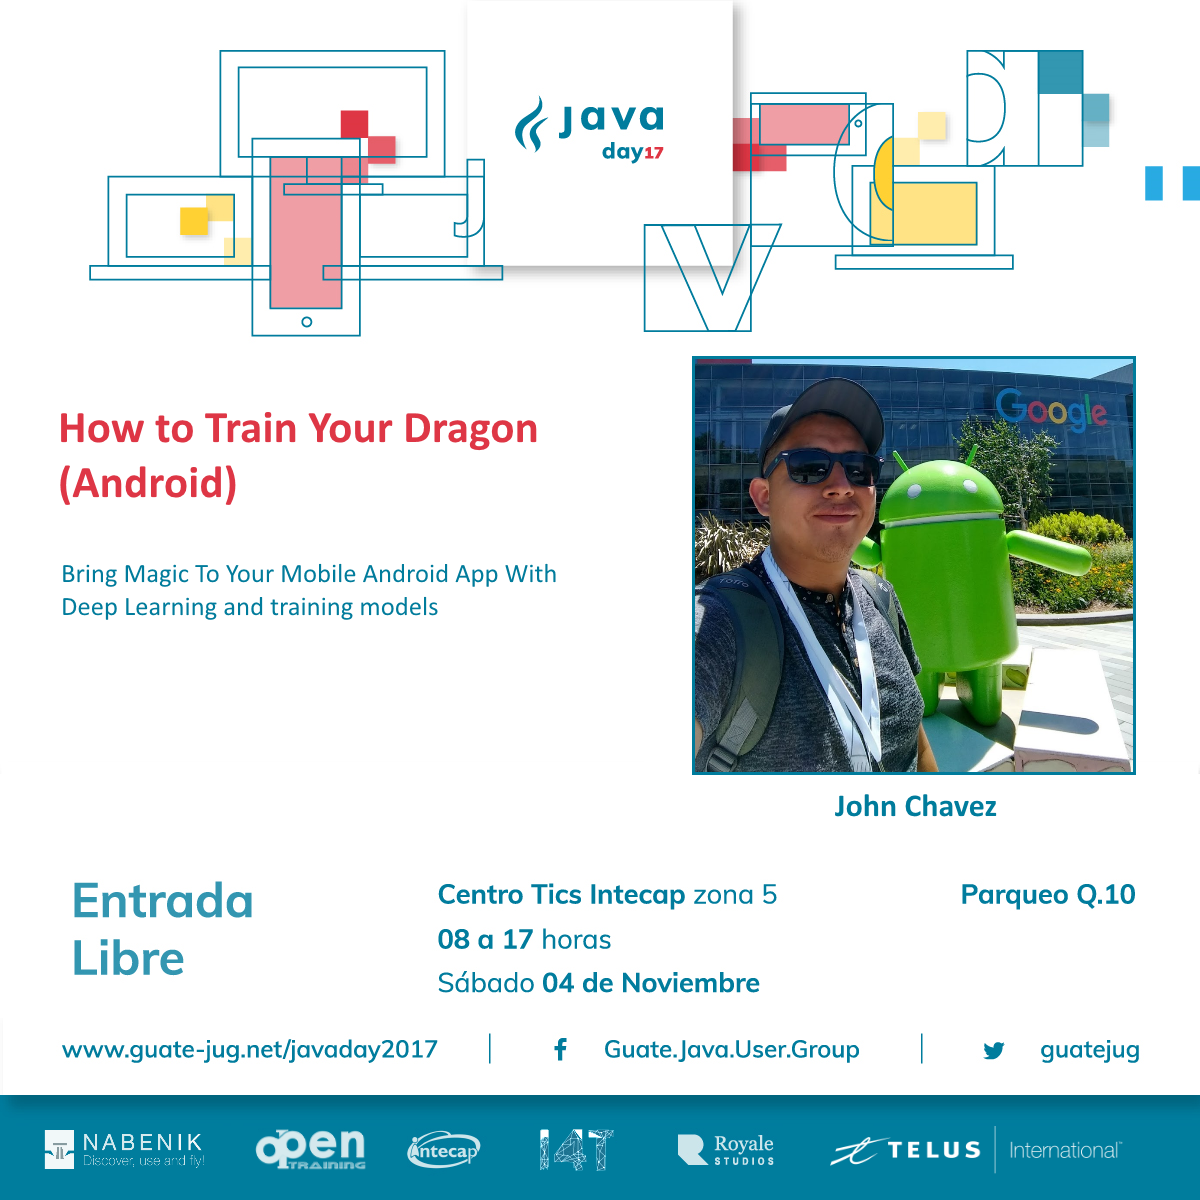 Java
day17
Google
How to Train Your Dragon
(Android)
Bring Magic To Your Mobile Android App With
Deep Learning and training models
John Chavez
Entrada
Libre
Centro Tics Intecap zona 5
08 a 17 horas
Sábado 04 de Noviembre
Parqueo Q.10
www.guate-jug.net/javaday2017
Guate.Java.User.Group
guatejug
NABENIK
Discover, use and fly!
open
TRAINING
intecap
I4T
Royale
STUDIOS
TELUS International™